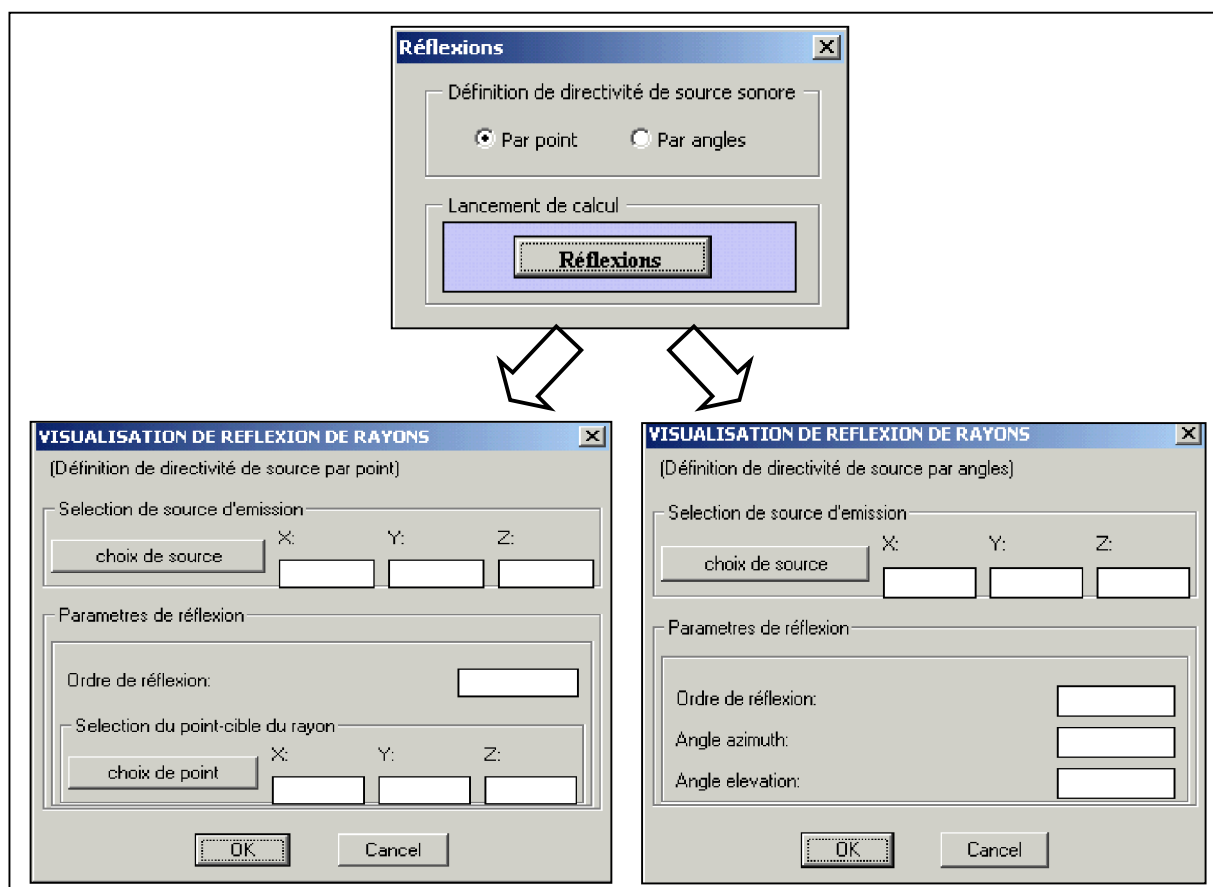 Réflexions
Définition de directivité de source sonore
Par point Par angles
Lancement de calcul
Réflexions
VISUALISATION DE REFLEXION DE RAYONS
(Définition de directivité de source par point)
Selection de source d'emission
choix de source X: Y: Z:
Parametres de réflexion
Ordre de réflexion:
Selection du point-cible du rayon
choix de point X: Y: Z:
OK Cancel
VISUALISATION DE REFLEXION DE RAYONS
(Définition de directivité de source par angles)
Selection de source d'emission
choix de source X: Y: Z:
Parametres de réflexion
Ordre de réflexion:
Angle azimuth:
Angle elevation:
OK Cancel